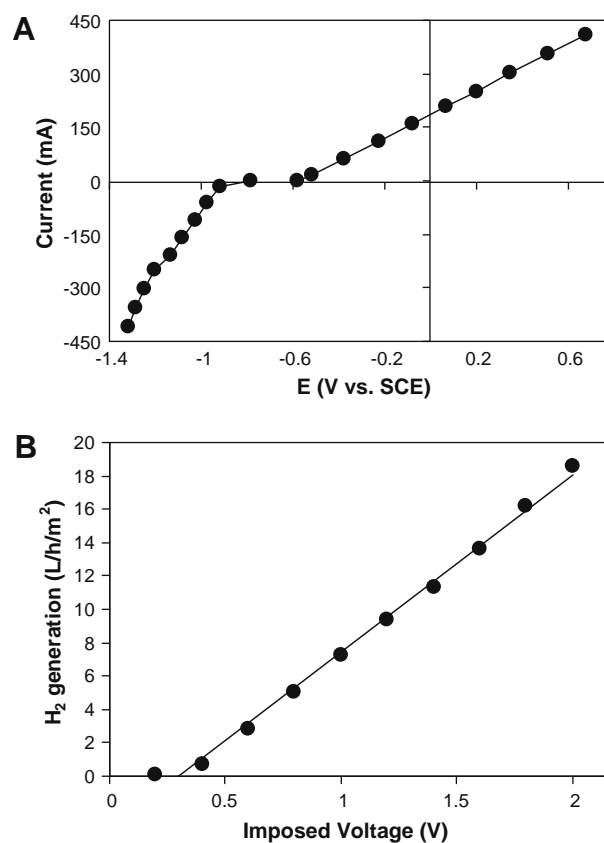 A
450
300
150
0
-150
-300
-450
Current (mA)
-1.4 -1 -0.6 -0.2 0.2 0.6
E (V vs. SCE)
B
20
18
16
14
12
10
8
6
4
2
0
H₂ generation (L/h/m²)
0 0.5 1 1.5 2
Imposed Voltage (V)